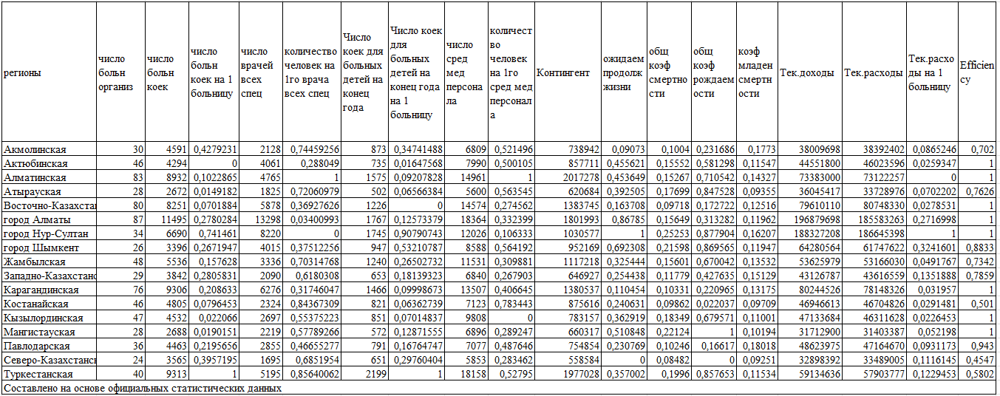 регионы | число больн организ | число больн коек | число больн коек на 1 больницу | число врачей всех спец | количество человек на 1го врача всех спец | Число коек для больных детей на конец года | Число коек для больных детей на конец года на 1 больницу | число сред мед персона ла | количест во человек на 1го сред мед персонал а | Контингент | ожидаем продолж жизни | общ коэф смертно сти | общ коэф рождаем ости | коэф младен смертн ости | Тек.доходы | Тек.расходы | Тек.расхо ды на 1 больницу | Efficien cy
Акмолинская 30 4591 0,4279231 2128 0,74459256 873 0,34741488 6809 0,521496 738942 0,09073 0,1004 0,231686 0,1773 38009698 38392402 0,0865246 0,702
Актюбинская 46 4294 0 4061 0,288049 735 0,01647568 7990 0,500105 857711 0,455621 0,15552 0,581298 0,11547 44551800 46023596 0,0259347 1
Алматинская 83 8932 0,1022865 4765 1 1575 0,09207828 14961 1 2017278 0,453649 0,15267 0,710542 0,14327 73383000 73122257 0 1
Атырауская 28 2672 0,0149182 1825 0,72060979 502 0,06566384 5600 0,563545 620684 0,392505 0,17699 0,847528 0,09355 36045417 33728976 0,0702202 0,7626
Восточно-Казахстан 80 8251 0,0701884 5878 0,36927626 1226 0 14574 0,274562 1383745 0,163708 0,09718 0,172722 0,12516 79610110 80748330 0,0278531 1
город Алматы 87 11495 0,2780284 13298 0,03400993 1767 0,12573379 18364 0,332399 1801993 0,86785 0,15649 0,313282 0,11962 196879698 185583263 0,2716998 1
город Нур-Султан 34 6690 0,741461 8220 0 1745 0,90790743 12026 0,106333 1030577 1 0,25253 0,877904 0,16207 188327208 186645398 1 1
город Шымкент 26 3396 0,2671947 4015 0,37512256 947 0,53210787 8588 0,564192 952169 0,692308 0,21598 0,869565 0,11947 64280564 61747622 0,3241601 0,8833
Жамбылская 48 5536 0,157628 3336 0,70314768 1240 0,26502732 11531 0,309881 1117218 0,325444 0,15601 0,670042 0,13532 53625979 53166030 0,0491767 0,7342
Западно-Казахстанс 29 3842 0,2805831 2090 0,6180308 653 0,18139323 6840 0,267903 646927 0,254438 0,11779 0,427635 0,15129 43126787 43616559 0,1351888 0,7859
Карагандинская 76 9306 0,208633 6276 0,31746047 1466 0,09998673 13507 0,406645 1380537 0,110454 0,10331 0,220965 0,13175 80244526 78148326 0,031957 1
Костанайская 46 4805 0,0796453 2324 0,84367309 821 0,06362739 7123 0,783443 875616 0,240631 0,09862 0,022037 0,09709 46946613 46704826 0,0291481 0,501
Кызылординская 47 4532 0,022066 2697 0,55375223 851 0,07014837 9808 0 783157 0,362919 0,18349 0,679571 0,11001 47133684 46311628 0,0226453 1
Мангистауская 28 2688 0,0190151 2219 0,57789266 572 0,12871555 6896 0,289247 660317 0,510848 0,22124 1 0,10194 31712900 31403387 0,052198 1
Павлодарская 36 4463 0,2195656 2855 0,46655277 791 0,16764747 7077 0,487646 754854 0,230769 0,10246 0,16617 0,18018 48623975 47164670 0,0931173 0,943
Северо-Казахстанск 24 3565 0,3957195 1695 0,6851954 651 0,29760404 5853 0,283462 558584 0 0,08482 0 0,09251 32898392 33489005 0,1116145 0,4547
Туркестанская 40 9313 1 5195 0,85640062 2199 1 18158 0,52795 1977028 0,357002 0,1996 0,857653 0,11534 59134636 57903777 0,1229453 0,5802
Составлено на основе официальных статистических данных